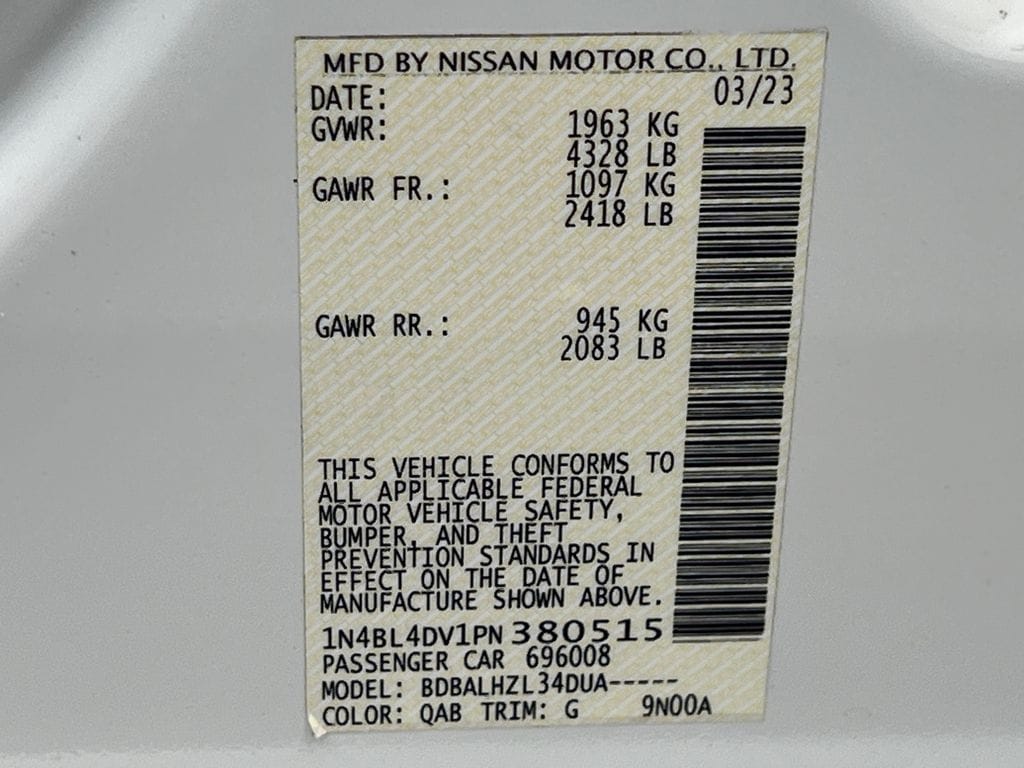 MFD BY NISSAN MOTOR CO., LTD.
DATE: 03/23
GVWR: 1963 KG
4328 LB
GAWR FR.: 1097 KG
2418 LB
GAWR RR.: 945 KG
2083 LB
THIS VEHICLE CONFORMS TO
ALL APPLICABLE FEDERAL
MOTOR VEHICLE SAFETY,
BUMPER, AND THEFT
PREVENTION STANDARDS IN
EFFECT ON THE DATE OF
MANUFACTURE SHOWN ABOVE.
1N4BL4DV1PN 380515
PASSENGER CAR 696008
MODEL: BDBALHZL34DUA-----
COLOR: QAB TRIM: G 9N00A